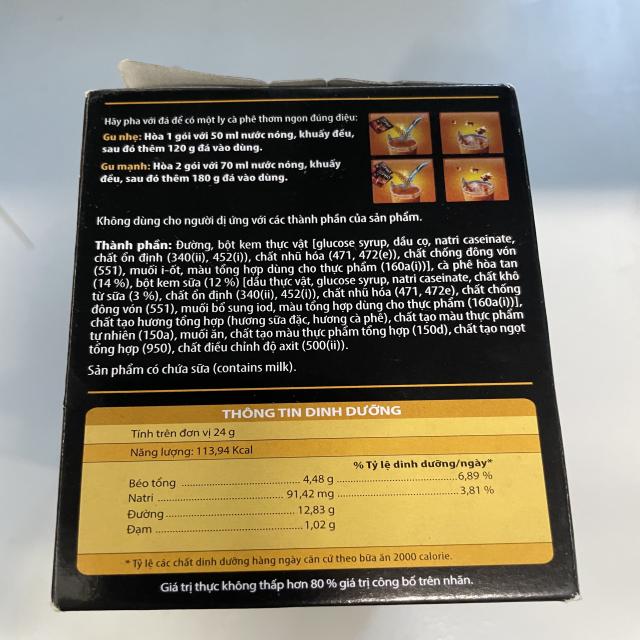 Hãy pha với đá để có một ly cà phê thơm ngon đúng điệu:
Gu nhẹ: Hòa 1 gói với 50 ml nước nóng, khuấy đều,
sau đó thêm 120 g đá vào dùng.
Gu mạnh: Hòa 2 gói với 70 ml nước nóng, khuấy
đều, sau đó thêm 180 g đá vào dùng.
Không dùng cho người dị ứng với các thành phần của sản phẩm.
Thành phần: Đường, bột kem thực vật [glucose syrup, dầu cọ, natri caseinate,
chất ổn định (340(ii), 452(i)), chất nhũ hóa (471, 472(e)), chất chống đông vón
(551), muối i-ốt, màu tổng hợp dùng cho thực phẩm (160a(i))], cà phê hòa tan
(14 %), bột kem sữa (12 %) [dầu thực vật, glucose syrup, natri caseinate, chất khô
từ sữa (3 %), chất ổn định (340(ii), 452(i)), chất nhũ hóa (471, 472e), chất chống
đông vón (551), muối bổ sung iod, màu tổng hợp dùng cho thực phẩm (160a(i))],
chất tạo hương tổng hợp (hương sữa đặc, hương cà phê), chất tạo màu thực phẩm
tự nhiên (150a), muối ăn, chất tạo màu thực phẩm tổng hợp (150d), chất tạo ngọt
tổng hợp (950), chất điều chỉnh độ axit (500(ii)).
Sản phẩm có chứa sữa (contains milk).
THÔNG TIN DINH DƯỠNG
Tính trên đơn vị 24 g
Năng lượng: 113,94 Kcal
% Tỷ lệ dinh dưỡng/ngày*
Béo tổng ........ 4,48 g ........ 6,89 %
Natri ........ 91,42 mg ........ 3,81 %
Đường ........ 12,83 g
Đạm ........ 1,02 g
* Tỷ lệ các chất dinh dưỡng hàng ngày căn cứ theo bữa ăn 2000 calorie.
Giá trị thực không thấp hơn 80 % giá trị công bố trên nhãn.